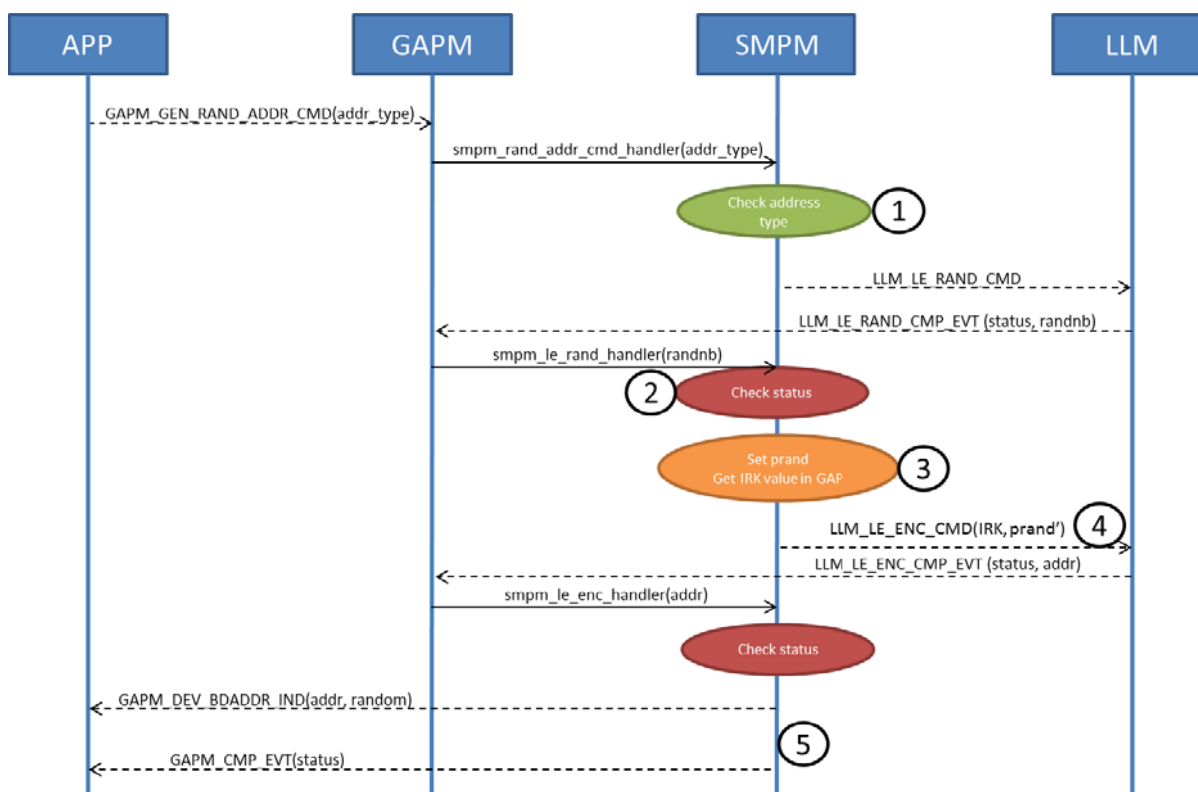 APP
GAPM
SMPM
LLM
GAPM_GEN_RAND_ADDR_CMD(addr_type)
smpm_rand_addr_cmd_handler(addr_type)
Check address
type
1
LLM_LE_RAND_CMD
LLM_LE_RAND_CMP_EVT (status, randnb)
smpm_le_rand_handler(randnb)
2
Check status
Set prand
Get IRK value in GAP
3
4
LLM_LE_ENC_CMD(IRK, prand')
LLM_LE_ENC_CMP_EVT (status, addr)
smpm_le_enc_handler(addr)
Check status
GAPM_DEV_BDADDR_IND(addr, random)
5
GAPM_CMP_EVT(status)